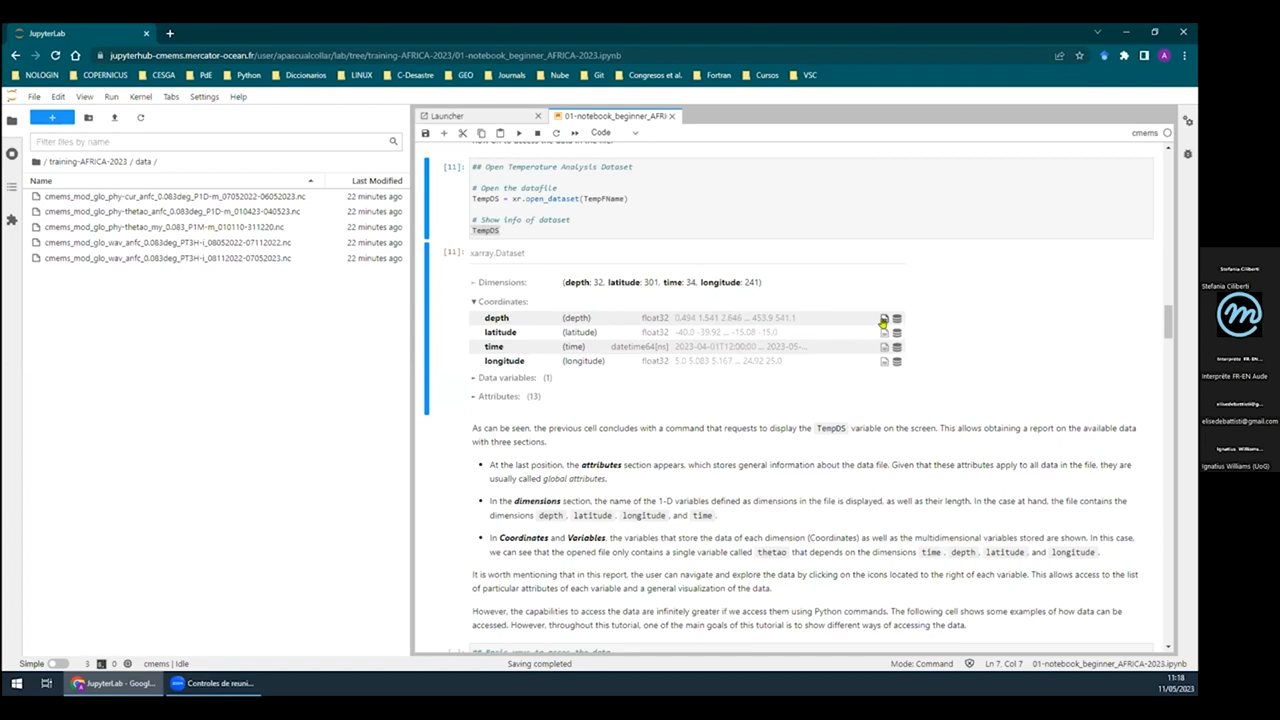 JupyterLab
jupyterhub-cmems.mercator-ocean.fr/user/apascualcollar/lab/tree/training-AFRICA-2023/01-notebook_beginner_AFRICA-2023.ipynb
NOLOGIN COPERNICUS CESGA PdE Python Diccionarios LINUX C-Desastre GEO Journals Nube Git Congresos et al. Fortran Cursos VSC
File Edit View Run Kernel Tabs Settings Help
Launcher
01-notebook_beginner_AFRI
Code
cmems
Filter files by name
/ training-AFRICA-2023 / data /
Name Last Modified
cmems_mod_glo_phy-cur_anfc_0.083deg_P1D-m_07052022-06052023.nc 22 minutes ago
cmems_mod_glo_phy-thetao_anfc_0.083deg_P1D-m_010423-040523.nc 22 minutes ago
cmems_mod_glo_phy-thetao_my_0.083_P1M-m_010110-311220.nc 22 minutes ago
cmems_mod_glo_wav_anfc_0.083deg_PT3H-i_08052022-07112022.nc 22 minutes ago
cmems_mod_glo_wav_anfc_0.083deg_PT3H-i_08112022-07052023.nc 22 minutes ago
[11]: ## Open Temperature Analysis Dataset
# Open the datafile
TempDS = xr.open_dataset(TempFName)
# Show info of dataset
TempDS
[11]: xarray.Dataset
Dimensions: (depth: 32, latitude: 301, time: 34, longitude: 241)
Coordinates:
depth (depth) float32 0.494 1.541 2.646 ... 453.9 541.1
latitude (latitude) float32 -40.0 -39.92 ... -15.08 -15.0
time (time) datetime64[ns] 2023-04-01T12:00:00 ... 2023-05-...
longitude (longitude) float32 5.0 5.083 5.167 ... 24.92 25.0
Data variables: (1)
Attributes: (13)
As can be seen, the previous cell concludes with a command that requests to display the TempDS variable on the screen. This allows obtaining a report on the available data
with three sections.
• At the last position, the attributes section appears, which stores general information about the data file. Given that these attributes apply to all data in the file, they are
usually called global attributes.
• In the dimensions section, the name of the 1-D variables defined as dimensions in the file is displayed, as well as their length. In the case at hand, the file contains the
dimensions depth, latitude, longitude, and time.
• In Coordinates and Variables, the variables that store the data of each dimension (Coordinates) as well as the multidimensional variables stored are shown. In this case,
we can see that the opened file only contains a single variable called thetao that depends on the dimensions time, depth, latitude, and longitude.
It is worth mentioning that in this report, the user can navigate and explore the data by clicking on the icons located to the right of each variable. This allows access to the list
of particular attributes of each variable and a general visualization of the data.
However, the capabilities to access the data are infinitely greater if we access them using Python commands. The following cell shows some examples of how data can be
accessed. However, throughout this tutorial, one of the main goals of this tutorial is to show different ways of accessing the data.
Simple 3 0 cmems | Idle Saving completed Mode: Command Ln 7, Col 7 01-notebook_beginner_AFRICA-2023.ipynb
JupyterLab - Googl...
Controles de reuni...
11:18
11/05/2023
Stefania Ciliberti
Stefania Ciliberti
Interprète FR-EN...
Interprète FR-EN Aude
elisedebattisti@g...
elisedebattisti@gmail.com
Ignatius Williams...
Ignatius Williams (UoG)